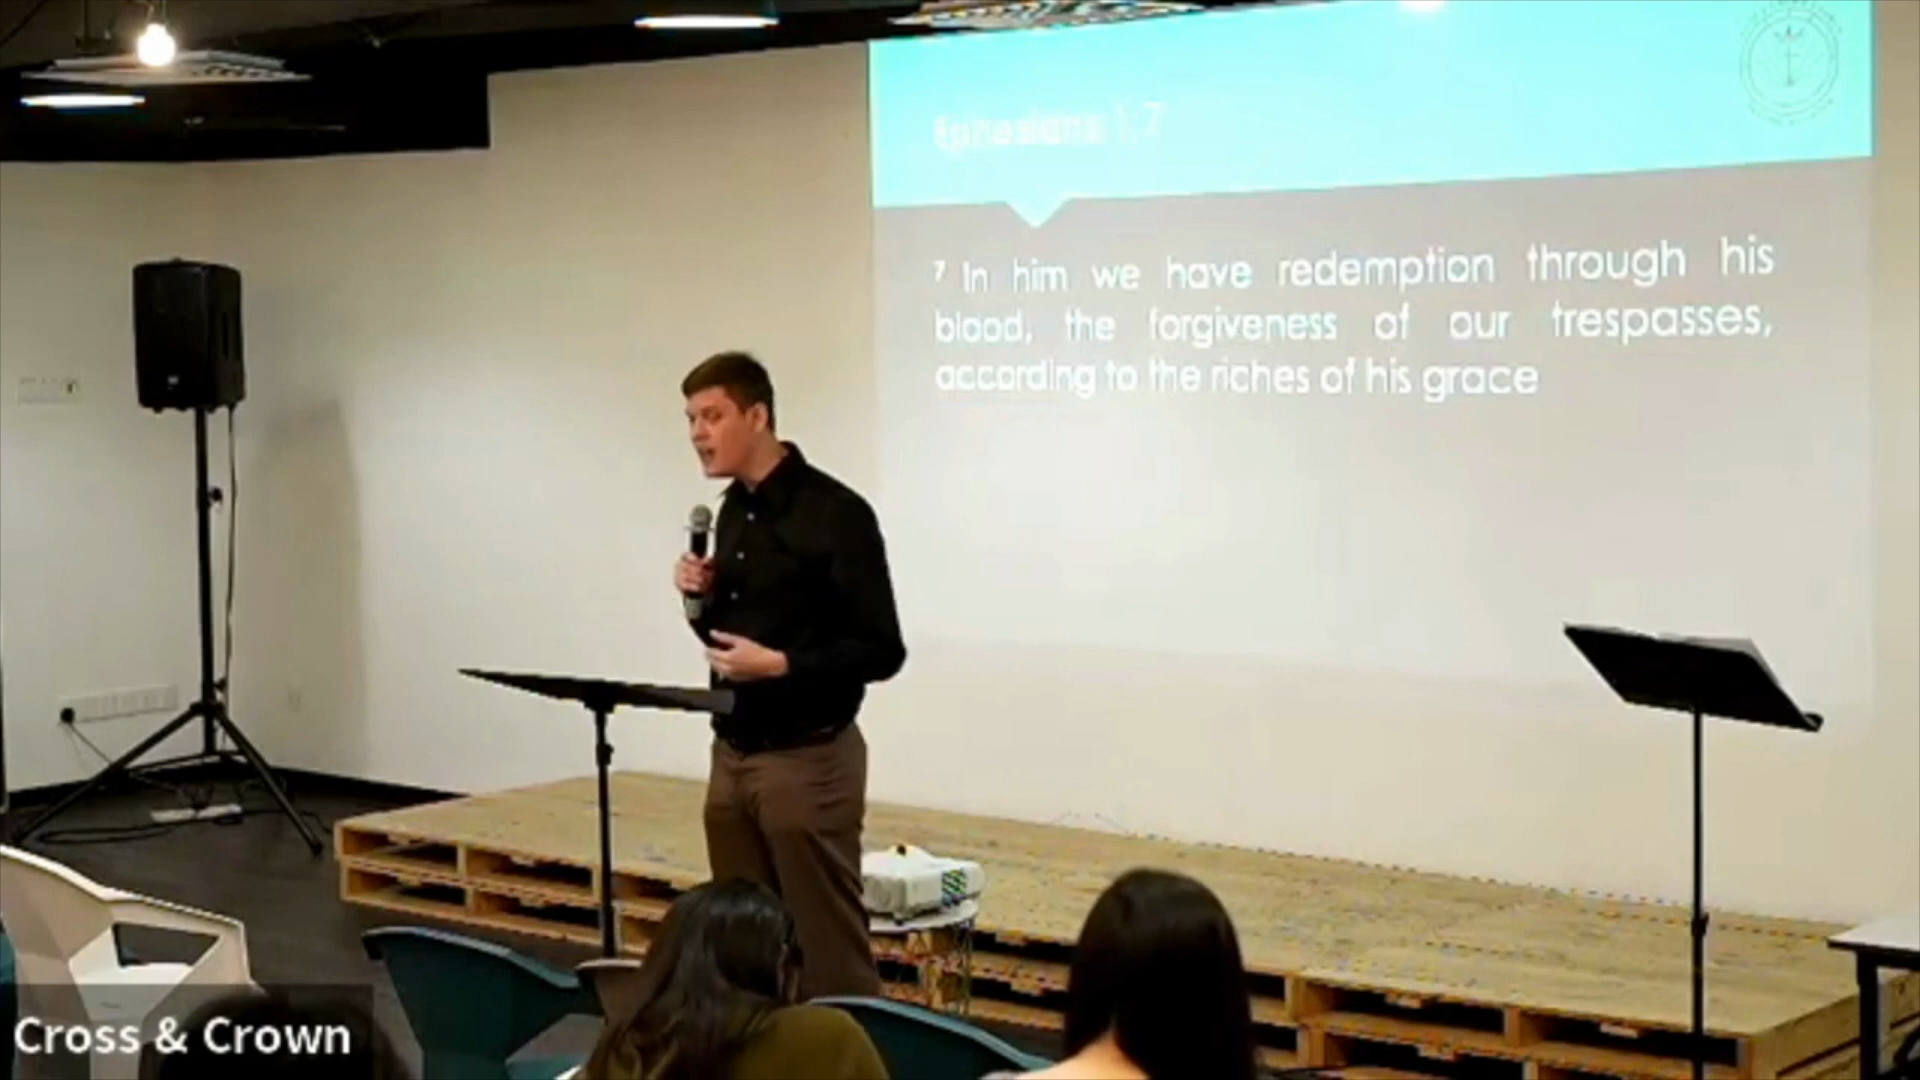 Ephesians 1:7
7 In him we have redemption through his
blood, the forgiveness of our trespasses,
according to the riches of his grace
Cross & Crown